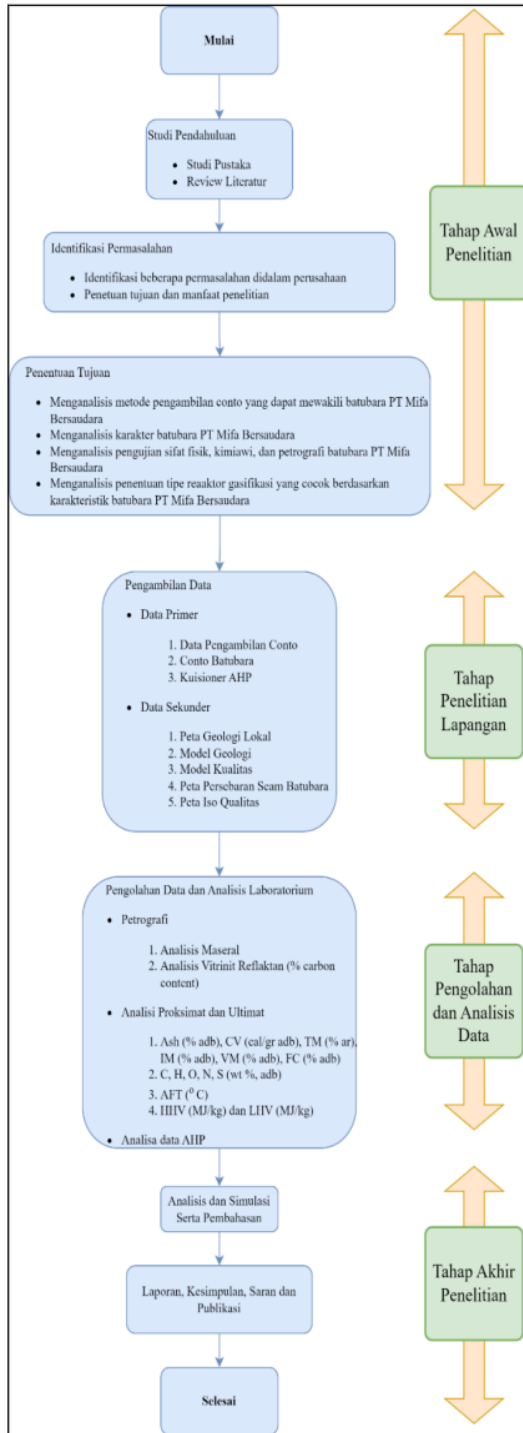 Mulai
Studi Pendahuluan
• Studi Pustaka
• Review Literatur
Identifikasi Permasalahan
• Identifikasi beberapa permasalahan didalam perusahaan
• Penetuan tujuan dan manfaat penelitian
Tahap Awal
Penelitian
Penentuan Tujuan
• Menganalisis metode pengambilan conto yang dapat mewakili batubara PT Mifa
Bersaudara
• Menganalisis karakter batubara PT Mifa Bersaudara
• Menganalisis pengujian sifat fisik, kimiawi, dan petrografi batubara PT Mifa
Bersaudara
• Menganalisis penentuan tipe reaaktor gasifikasi yang cocok berdasarkan
karakteristik batubara PT Mifa Bersaudara
Pengambilan Data
• Data Primer
1. Data Pengambilan Conto
2. Conto Batubara
3. Kuisioner AHP
• Data Sekunder
1. Peta Geologi Lokal
2. Model Geologi
3. Model Kualitas
4. Peta Persebaran Seam Batubara
5. Peta Iso Qualitas
Tahap
Penelitian
Lapangan
Pengolahan Data dan Analisis Laboratorium
• Petrografi
1. Analisis Maseral
2. Analisis Vitrinit Reflaktan (% carbon
content)
• Analisi Proksimat dan Ultimat
1. Ash (% adb), CV (cal/gr adb), TM (% ar),
IM (% adb), VM (% adb), FC (% adb)
2. C, H, O, N, S (wt %, adb)
3. AFT (⁰ C)
4. HHV (MJ/kg) dan LHV (MJ/kg)
• Analisa data AHP
Tahap
Pengolahan
dan Analisis
Data
Analisis dan Simulasi
Serta Pembahasan
Laporan, Kesimpulan, Saran dan
Publikasi
Tahap Akhir
Penelitian
Selesai